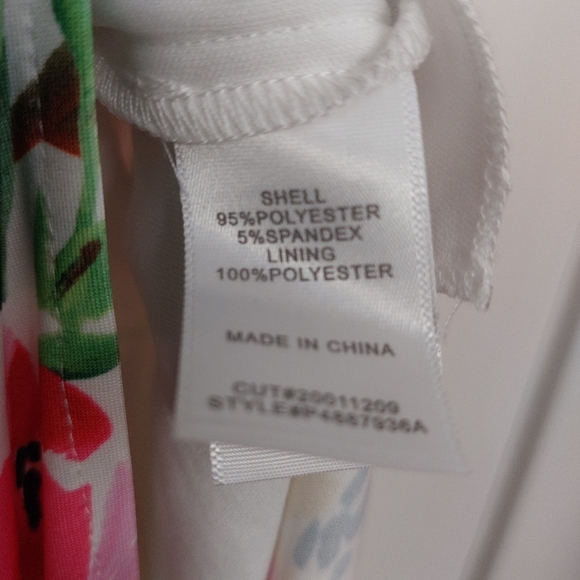 SHELL
95%POLYESTER
5%SPANDEX
LINING
100%POLYESTER
MADE IN CHINA
CUT#20011209
STYLE#P4887936A